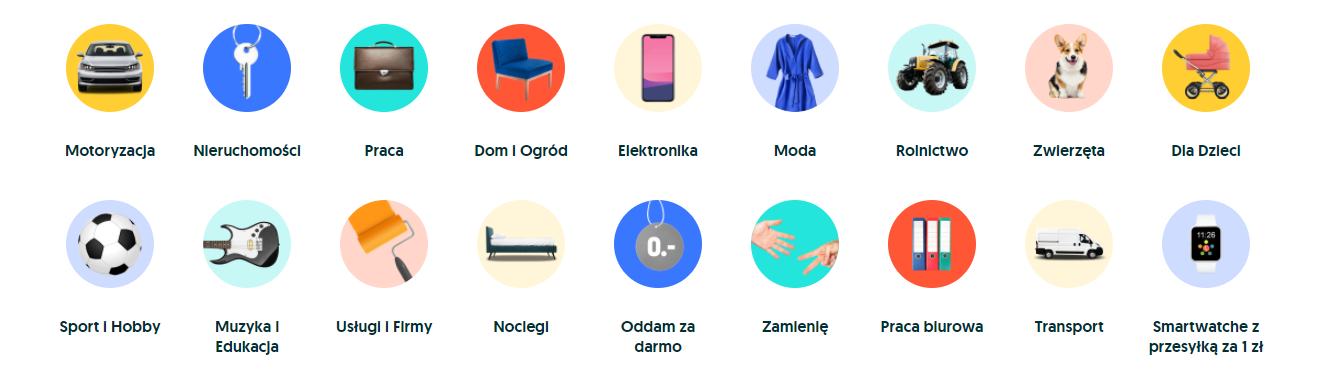 Motoryzacja
Nieruchomości
Praca
Dom i Ogród
Elektronika
Moda
Rolnictwo
Zwierzęta
Dla Dzieci
0.-
11:26
Sport i Hobby
Muzyka i
Edukacja
Usługi i Firmy
Noclegi
Oddam za
darmo
Zamienię
Praca biurowa
Transport
Smartwatche z
przesyłką za 1 zł